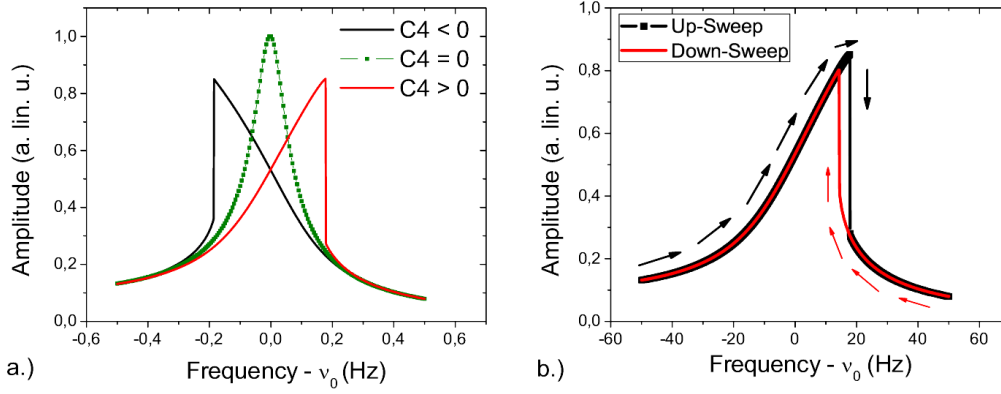 C4 < 0
C4 = 0
C4 > 0
Amplitude (a. lin. u.)
1,0
0,8
0,6
0,4
0,2
0,0
-0,6 -0,4 -0,2 0,0 0,2 0,4 0,6
Frequency - ν0 (Hz)
a.)
Up-Sweep
Down-Sweep
Amplitude (a. lin. u.)
1,0
0,8
0,6
0,4
0,2
0,0
-60 -40 -20 0 20 40 60
Frequency - ν0 (Hz)
b.)